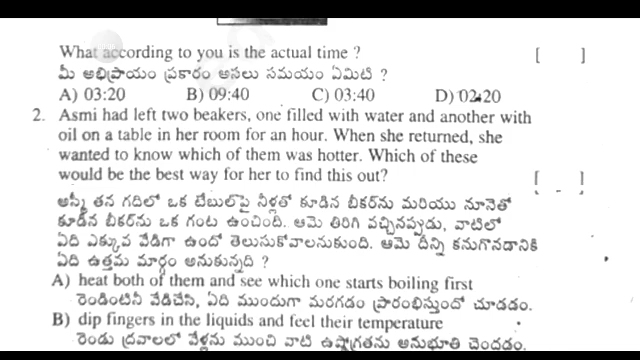 What according to you is the actual time ? [ ]
మీ అభిప్రాయం ప్రకారం అసలు సమయం ఏమిటి ?
A) 03:20 B) 09:40 C) 03:40 D) 02:20
2. Asmi had left two beakers, one filled with water and another with
oil on a table in her room for an hour. When she returned, she
wanted to know which of them was hotter. Which of these
would be the best way for her to find this out? [ ]
అస్మీ తన గదిలో ఒక టేబుల్‌పై నీళ్లతో కూడిన బీకర్‌ను మరియు నూనెతో
కూడిన బీకర్‌ను ఒక గంట ఉంచింది. ఆమె తిరిగి వచ్చినప్పుడు, వాటిలో
ఏది ఎక్కువ వేడిగా ఉందో తెలుసుకోవాలనుకుంది. ఆమె దీన్ని కనుగొనడానికి
ఏది ఉత్తమ మార్గం అనుకున్నది ?
A) heat both of them and see which one starts boiling first
రెండింటినీ వేడిచేసి, ఏది ముందుగా మరగడం ప్రారంభిస్తుందో చూడడం.
B) dip fingers in the liquids and feel their temperature
రెండు ద్రవాలలో వేళ్లను ముంచి వాటి ఉష్ణోగ్రతను అనుభూతి చెందడం.